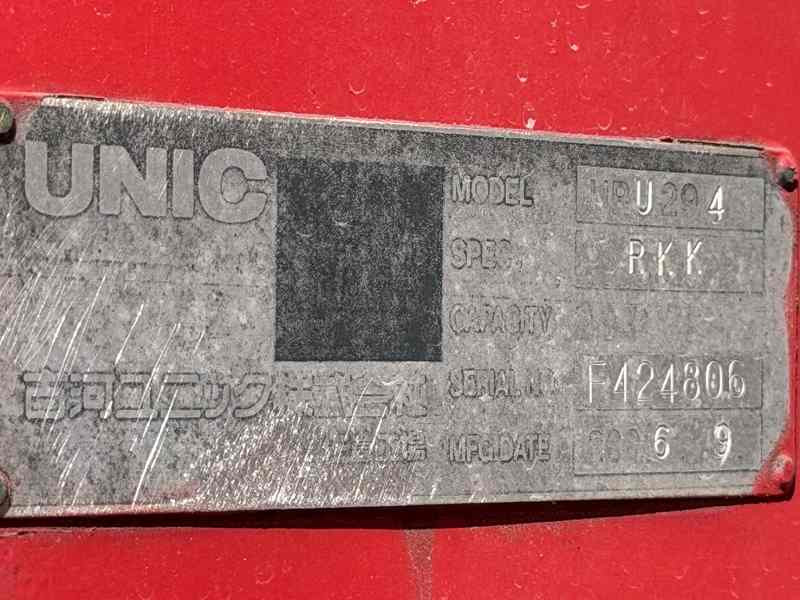 UNIC
MODEL URU294
SPEC. RKK
CAPACITY
古河ユニック株式会社
SERIAL NO. F424806
MFG.DATE 6 9